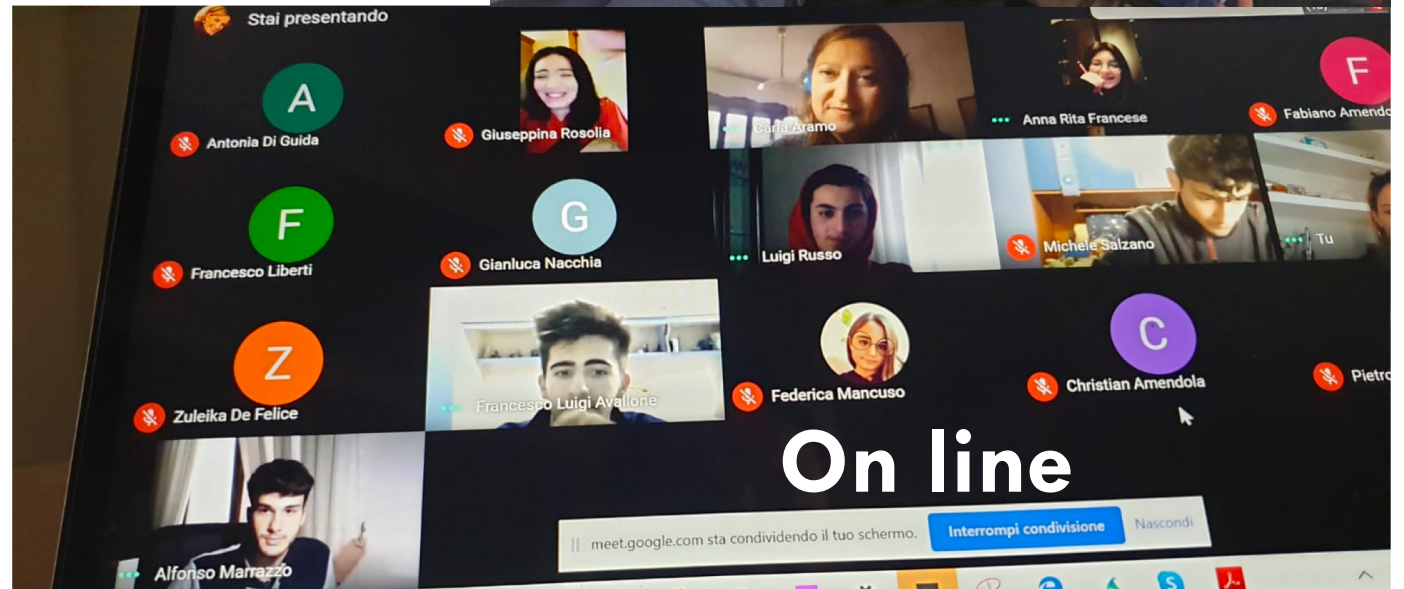 Stai presentando
A
Antonia Di Guida
Giuseppina Rosolia
Carla Aramo
Anna Rita Francese
F
Fabiano Amendo
F
Francesco Liberti
G
Gianluca Nacchia
Luigi Russo
Michele Salzano
Tu
Z
Zuleika De Felice
Francesco Luigi Avallone
Federica Mancuso
C
Christian Amendola
Pietro
Alfonso Marrazzo
On line
meet.google.com sta condividendo il tuo schermo.
Interrompi condivisione
Nascondi